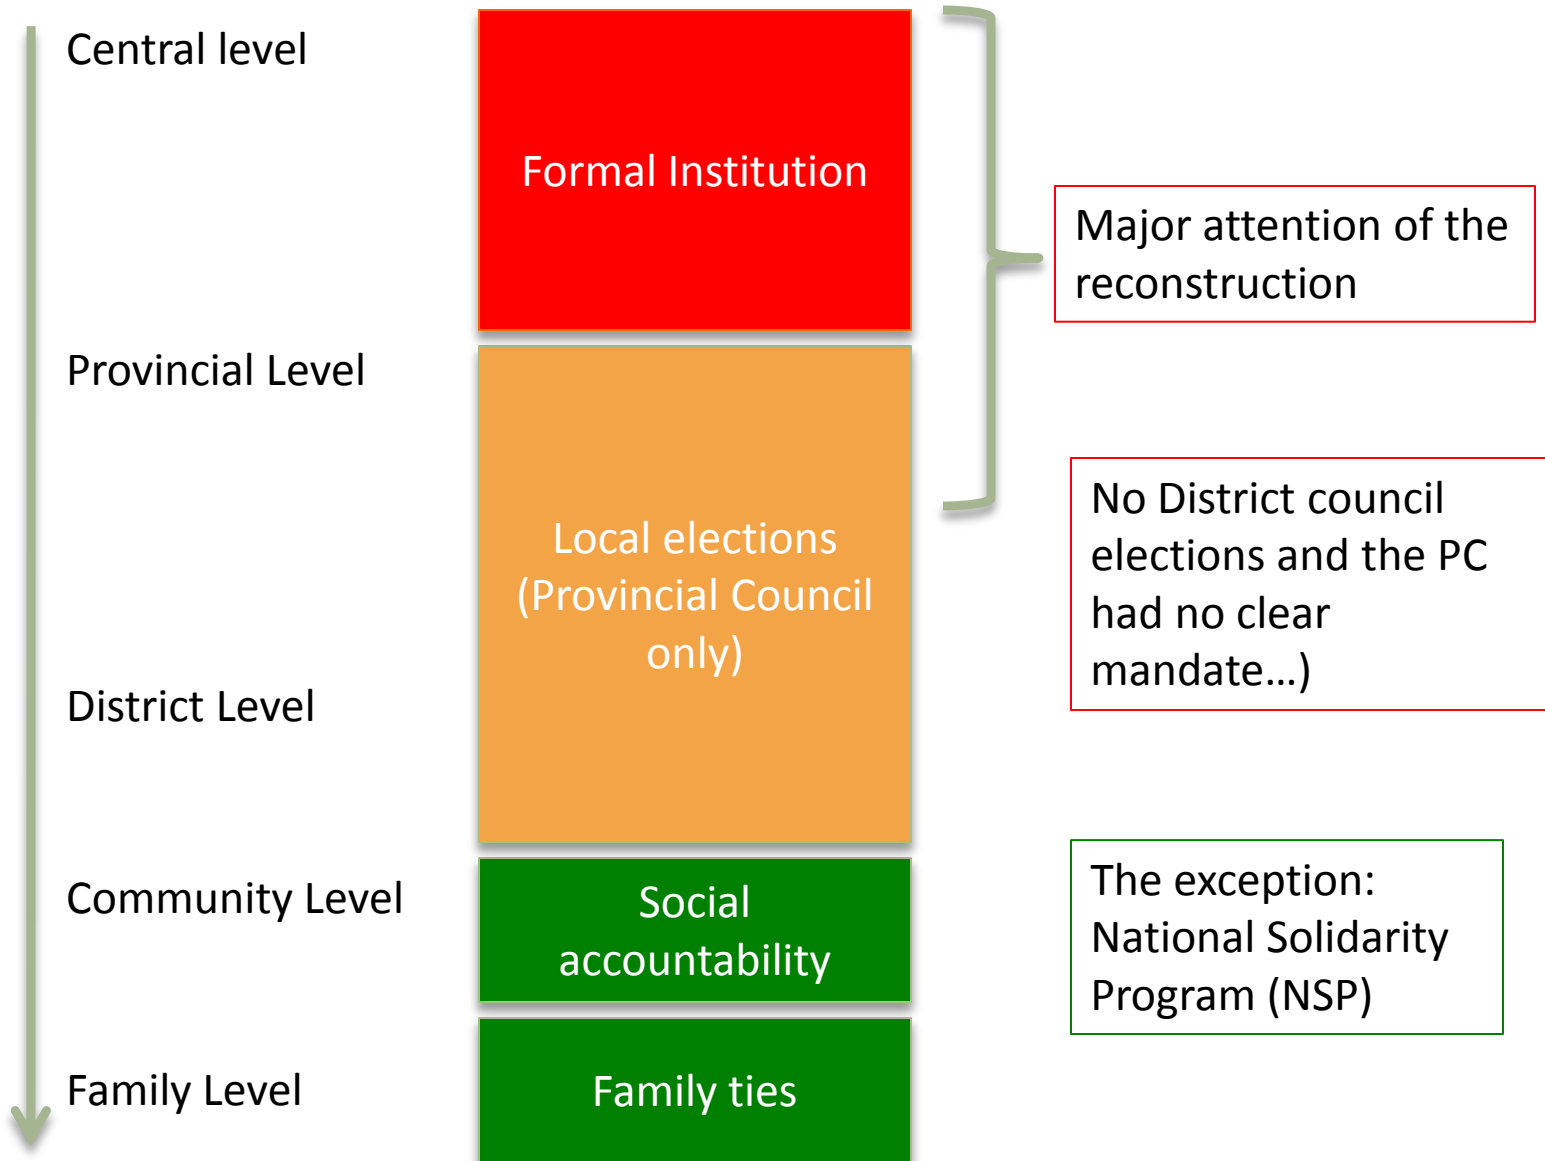 Central level
Formal Institution
Major attention of the
reconstruction
Provincial Level
Local elections
(Provincial Council
only)
No District council
elections and the PC
had no clear
mandate…)
District Level
Community Level
Social
accountability
The exception:
National Solidarity
Program (NSP)
Family Level
Family ties